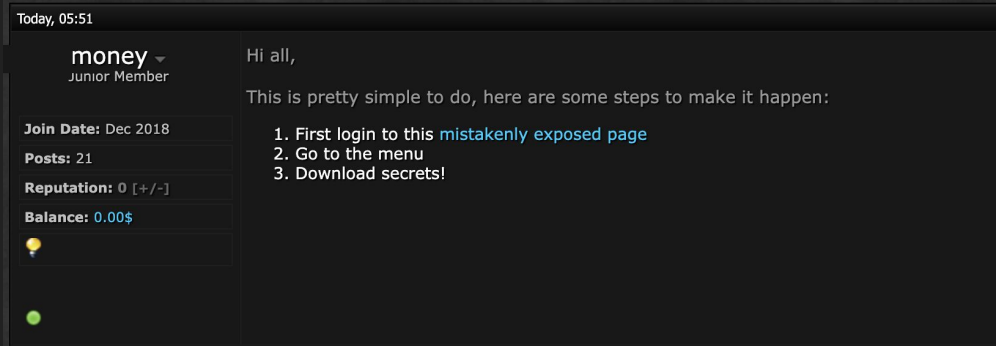 Today, 05:51
money
Junior Member
Join Date: Dec 2018
Posts: 21
Reputation: 0 [+/-]
Balance: 0.00$
Hi all,
This is pretty simple to do, here are some steps to make it happen:
1. First login to this mistakenly exposed page
2. Go to the menu
3. Download secrets!